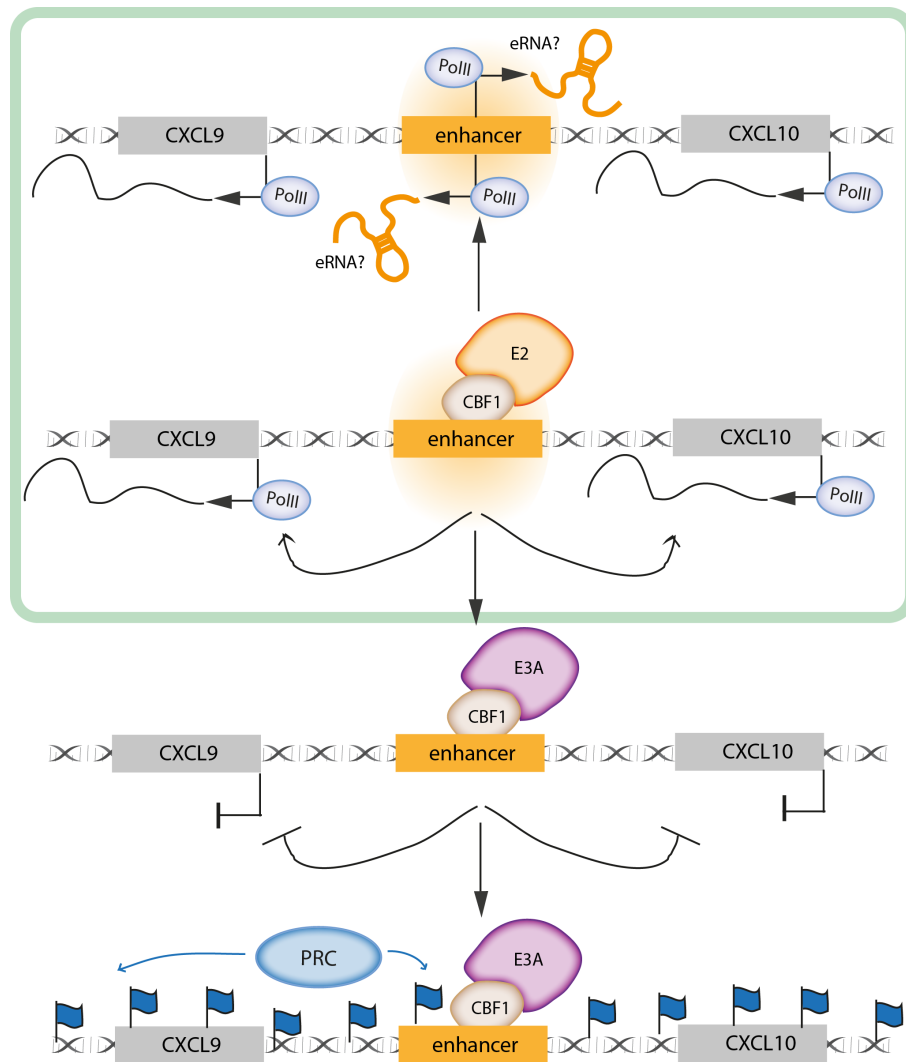 eRNA?
PolII
CXCL9
enhancer
CXCL10
PolII
PolII
PolII
eRNA?
E2
CBF1
CXCL9
enhancer
CXCL10
PolII
PolII
E3A
CBF1
CXCL9
enhancer
CXCL10
PRC
E3A
CBF1
CXCL9
enhancer
CXCL10